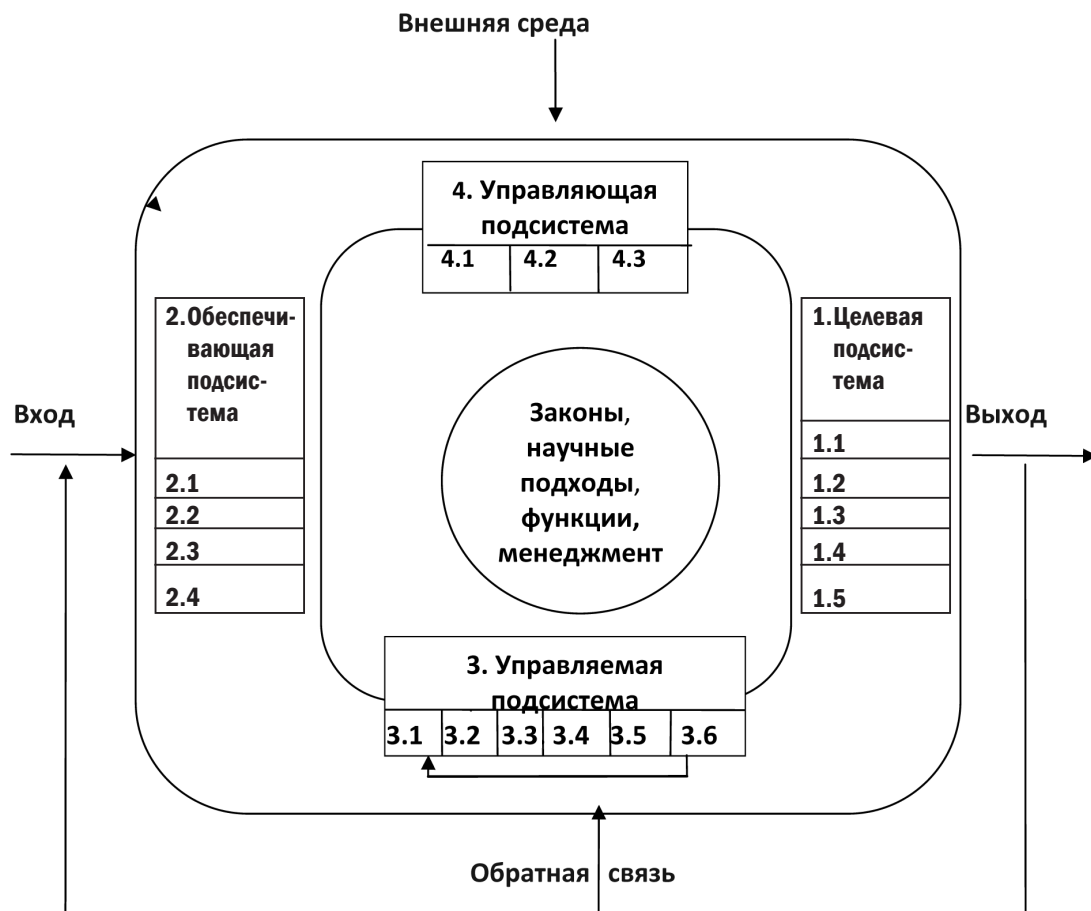 Внешняя среда
4. Управляющая
подсистема
4.1 4.2 4.3
2.Обеспечи-
вающая
подсис-
тема
2.1
2.2
2.3
2.4
1.Целевая
подсис-
тема
1.1
1.2
1.3
1.4
1.5
Вход
Выход
Законы,
научные
подходы,
функции,
менеджмент
3. Управляемая
подсистема
3.1 3.2 3.3 3.4 3.5 3.6
Обратная связь